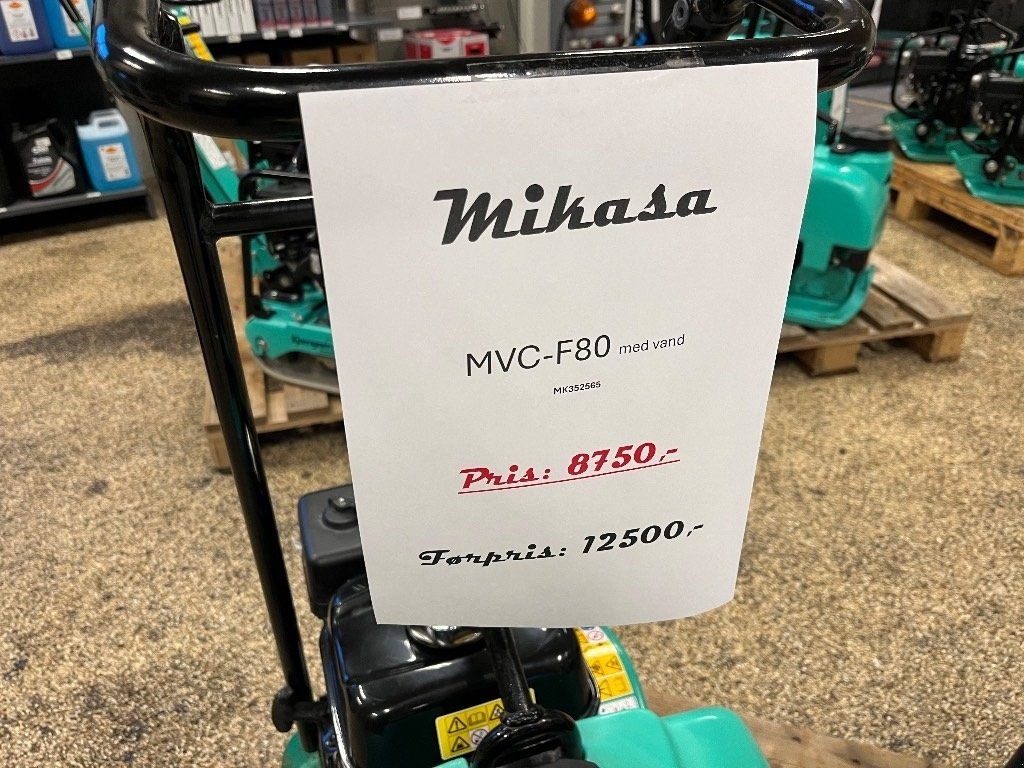 Mikasa
MVC-F80 med vand
MK352565
Pris: 8750,-
Førpris: 12500,-